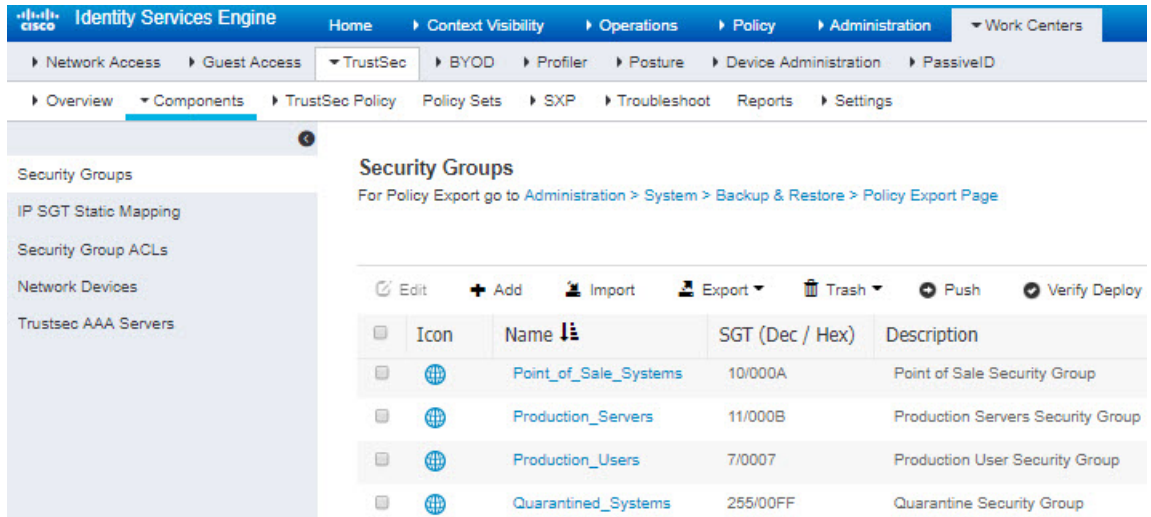 cisco Identity Services Engine Home Context Visibility Operations Policy Administration Work Centers
Network Access Guest Access TrustSec BYOD Profiler Posture Device Administration PassiveID
Overview Components TrustSec Policy Policy Sets SXP Troubleshoot Reports Settings
Security Groups
IP SGT Static Mapping
Security Group ACLs
Network Devices
Trustsec AAA Servers
Security Groups
For Policy Export go to Administration > System > Backup & Restore > Policy Export Page
Edit Add Import Export Trash Push Verify Deploy
Icon Name SGT (Dec / Hex) Description
Point_of_Sale_Systems 10/000A Point of Sale Security Group
Production_Servers 11/000B Production Servers Security Group
Production_Users 7/0007 Production User Security Group
Quarantined_Systems 255/00FF Quarantine Security Group